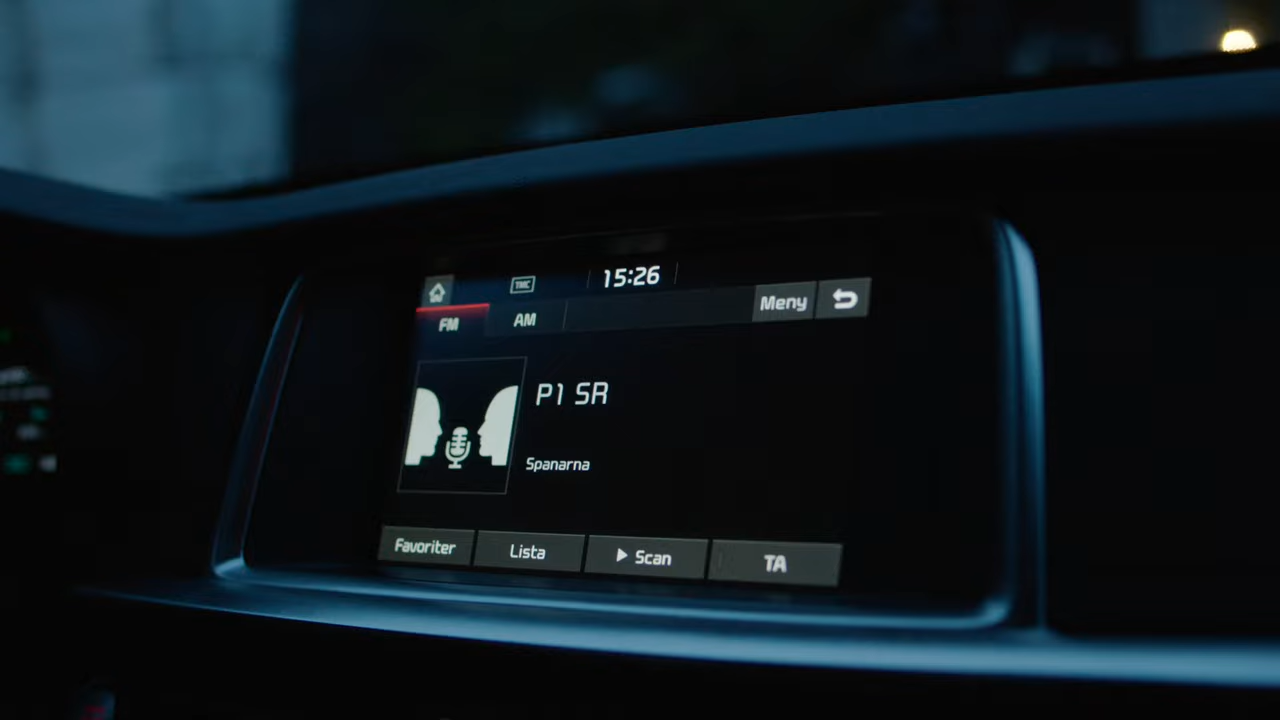 TMC
15:26
FM
AM
Meny
P1 SR
Spanarna
Favoriter
Lista
Scan
TA